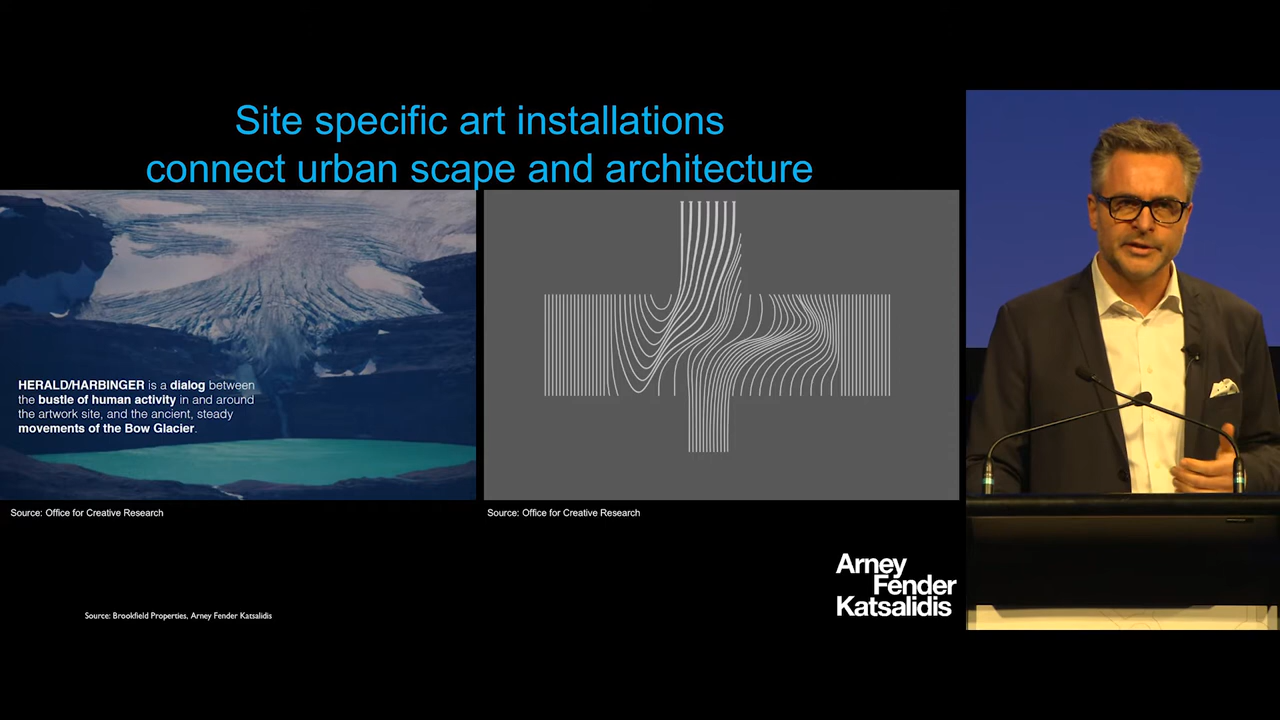 Site specific art installations
connect urban scape and architecture
HERALD/HARBINGER is a dialog between
the bustle of human activity in and around
the artwork site, and the ancient, steady
movements of the Bow Glacier.
Source: Office for Creative Research
Source: Office for Creative Research
Source: Brookfield Properties, Arney Fender Katsalidis
Arney
Fender
Katsalidis